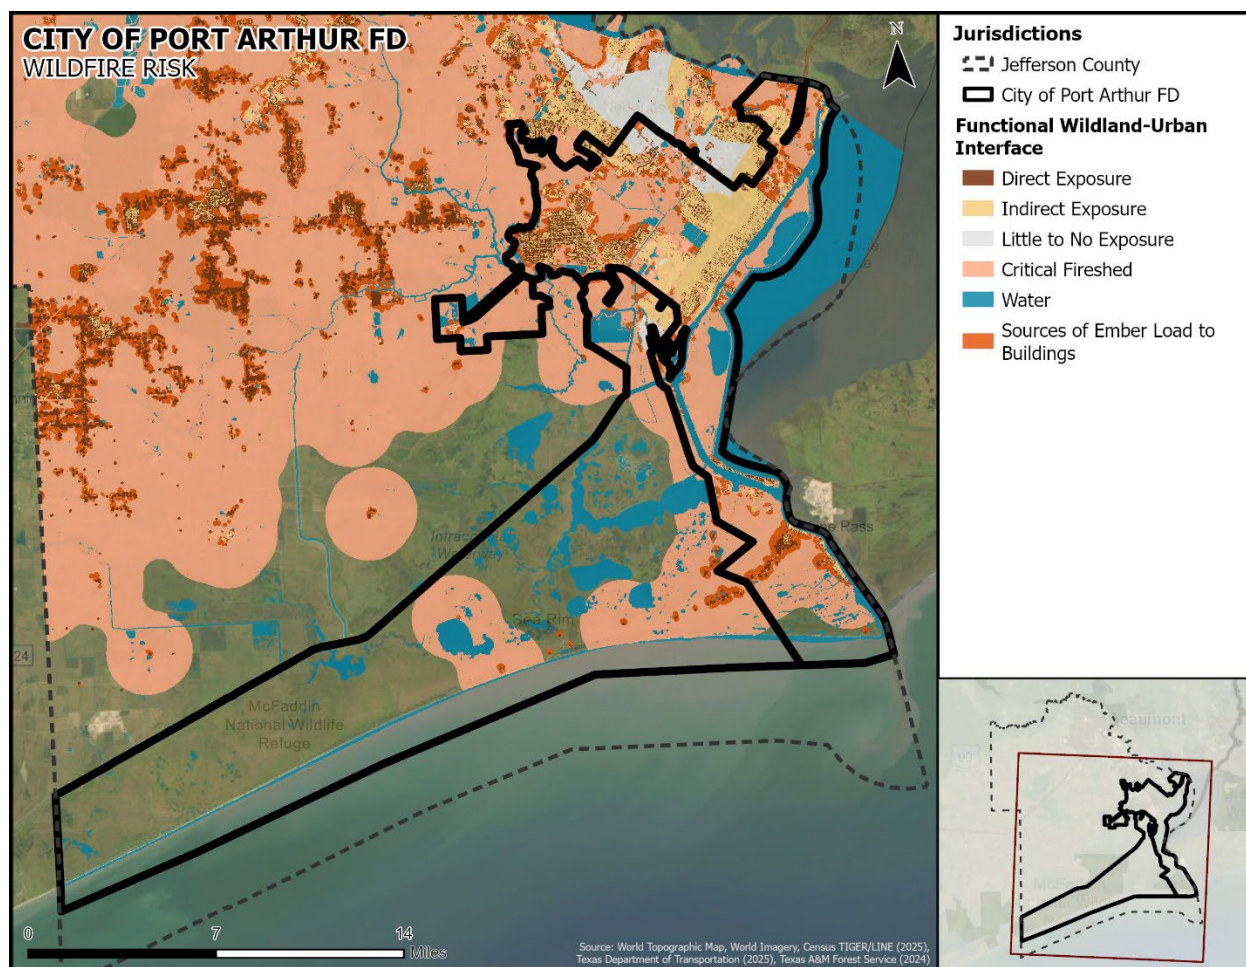 CITY OF PORT ARTHUR FD
WILDFIRE RISK
N
Jurisdictions
Jefferson County
City of Port Arthur FD
Functional Wildland-Urban
Interface
Direct Exposure
Indirect Exposure
Little to No Exposure
Critical Fireshed
Water
Sources of Ember Load to
Buildings
Pass
Waterway
Sea Rim
24
McFaddin
National Wildlife
Refuge
0
7
14
Miles
Source: World Topographic Map, World Imagery, Census TIGER/LINE (2025),
Texas Department of Transportation (2025), Texas A&M Forest Service (2024)
Beaumont
90